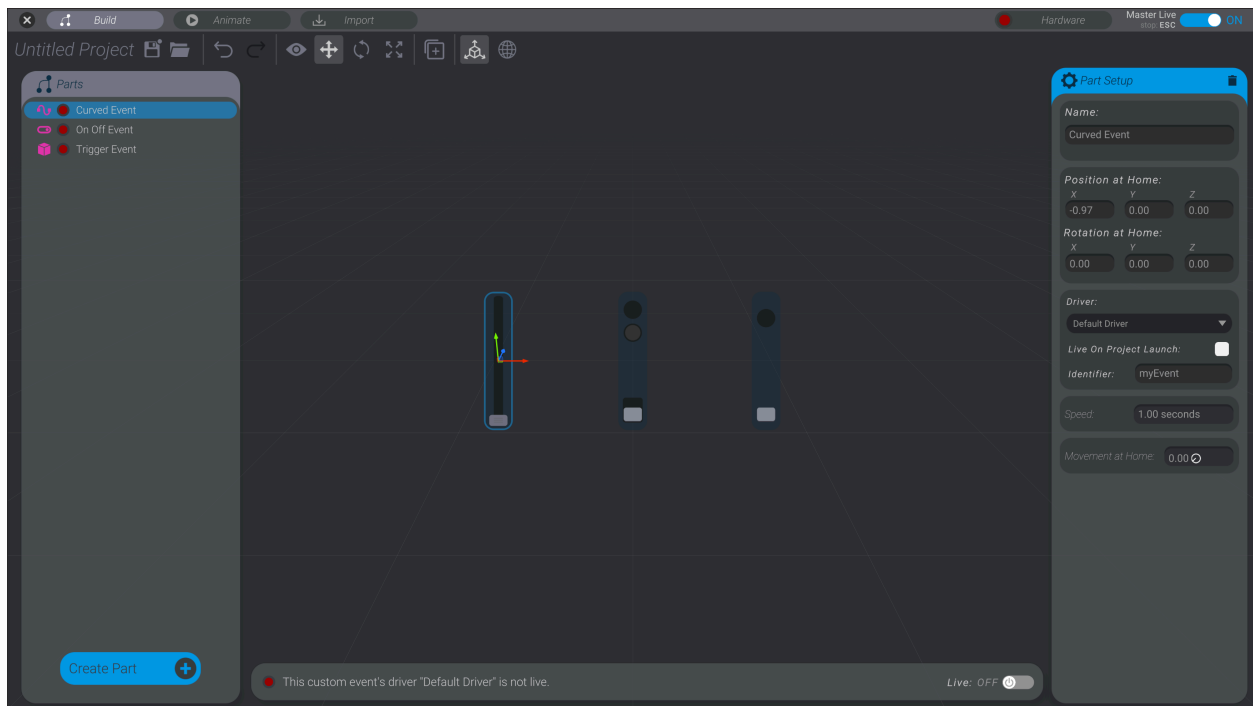 Build
Animate
Import
Hardware
Master Live
stop: ESC
ON
Untitled Project
Parts
Curved Event
On Off Event
Trigger Event
Create Part
Part Setup
Name:
Curved Event
Position at Home:
X Y Z
-0.97 0.00 0.00
Rotation at Home:
X Y Z
0.00 0.00 0.00
Driver:
Default Driver
Live On Project Launch:
Identifier: myEvent
Speed: 1.00 seconds
Movement at Home: 0.00
This custom event's driver "Default Driver" is not live.
Live: OFF